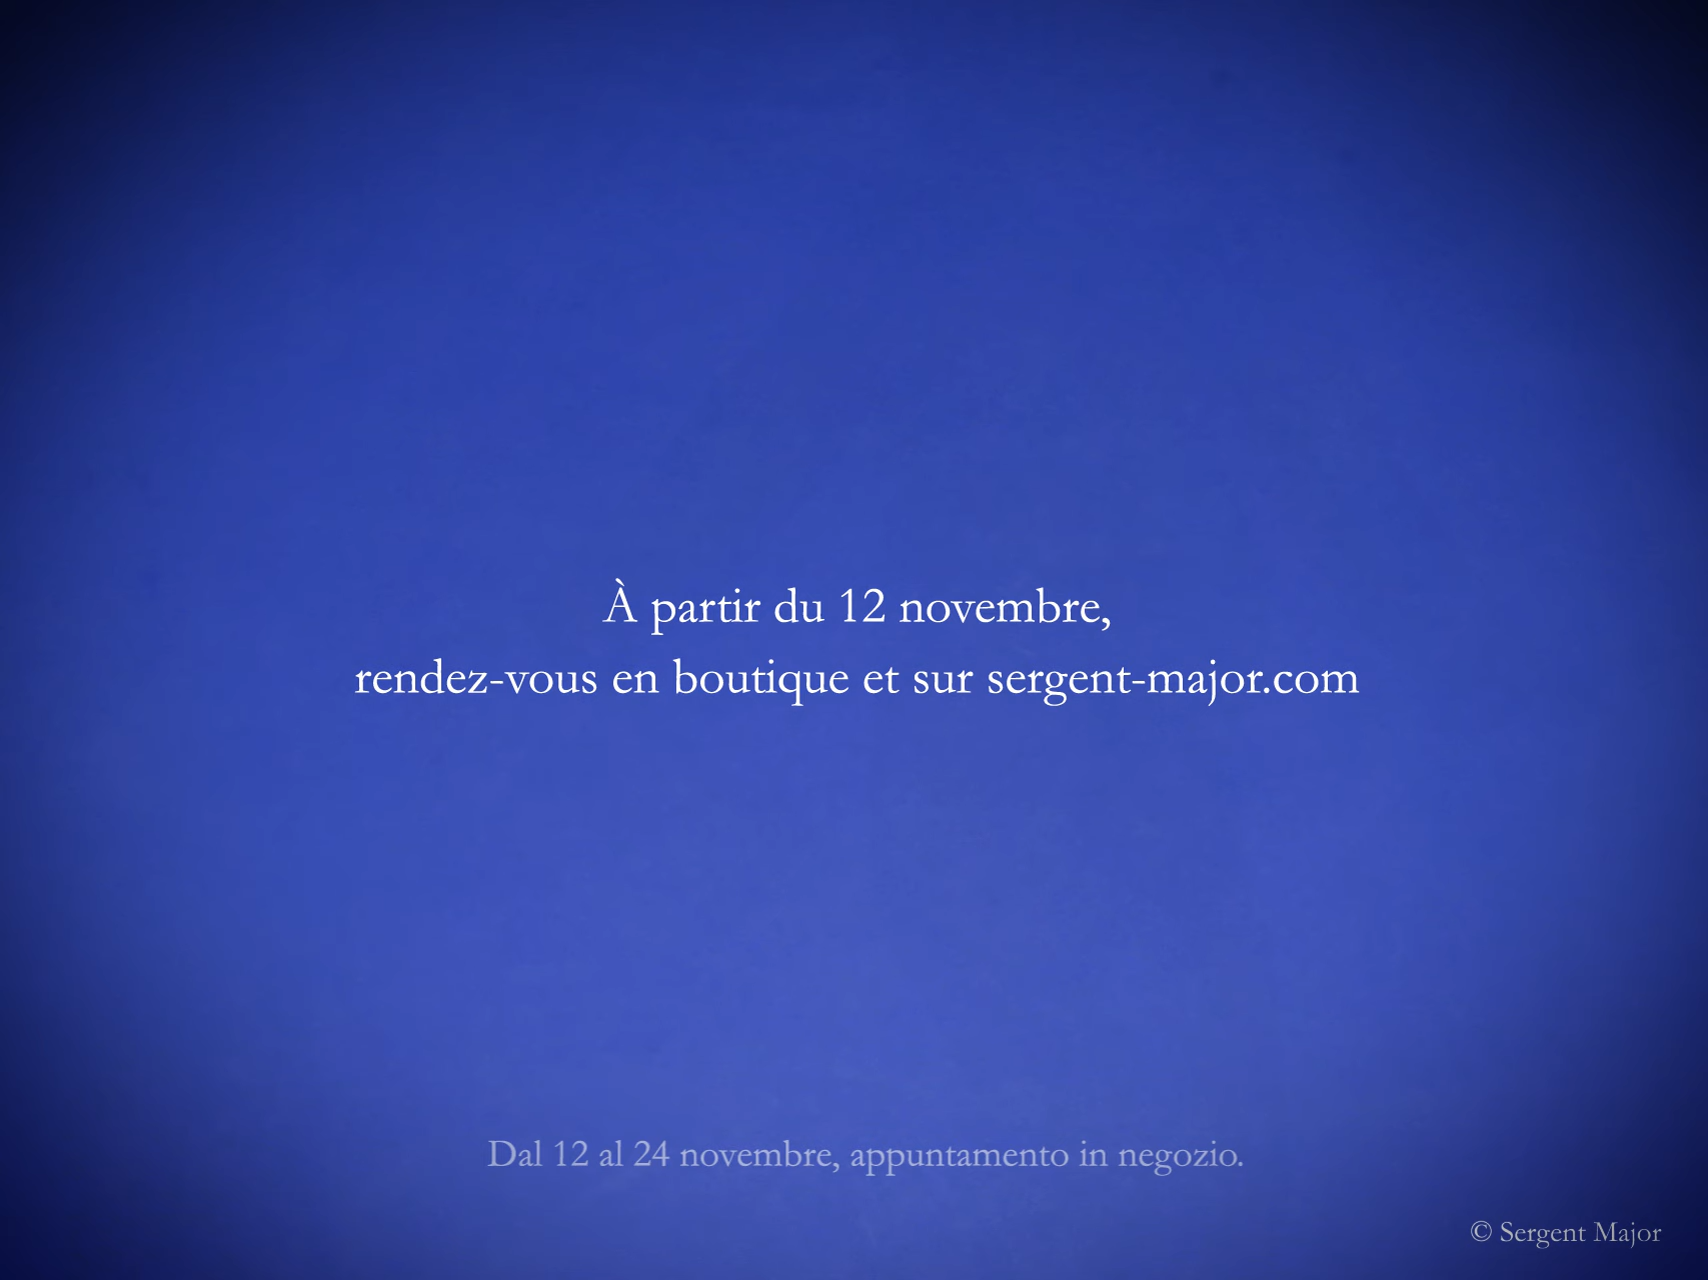 À partir du 12 novembre,
rendez-vous en boutique et sur sergent-major.com
Dal 12 al 24 novembre, appuntamento in negozio.
© Sergent Major